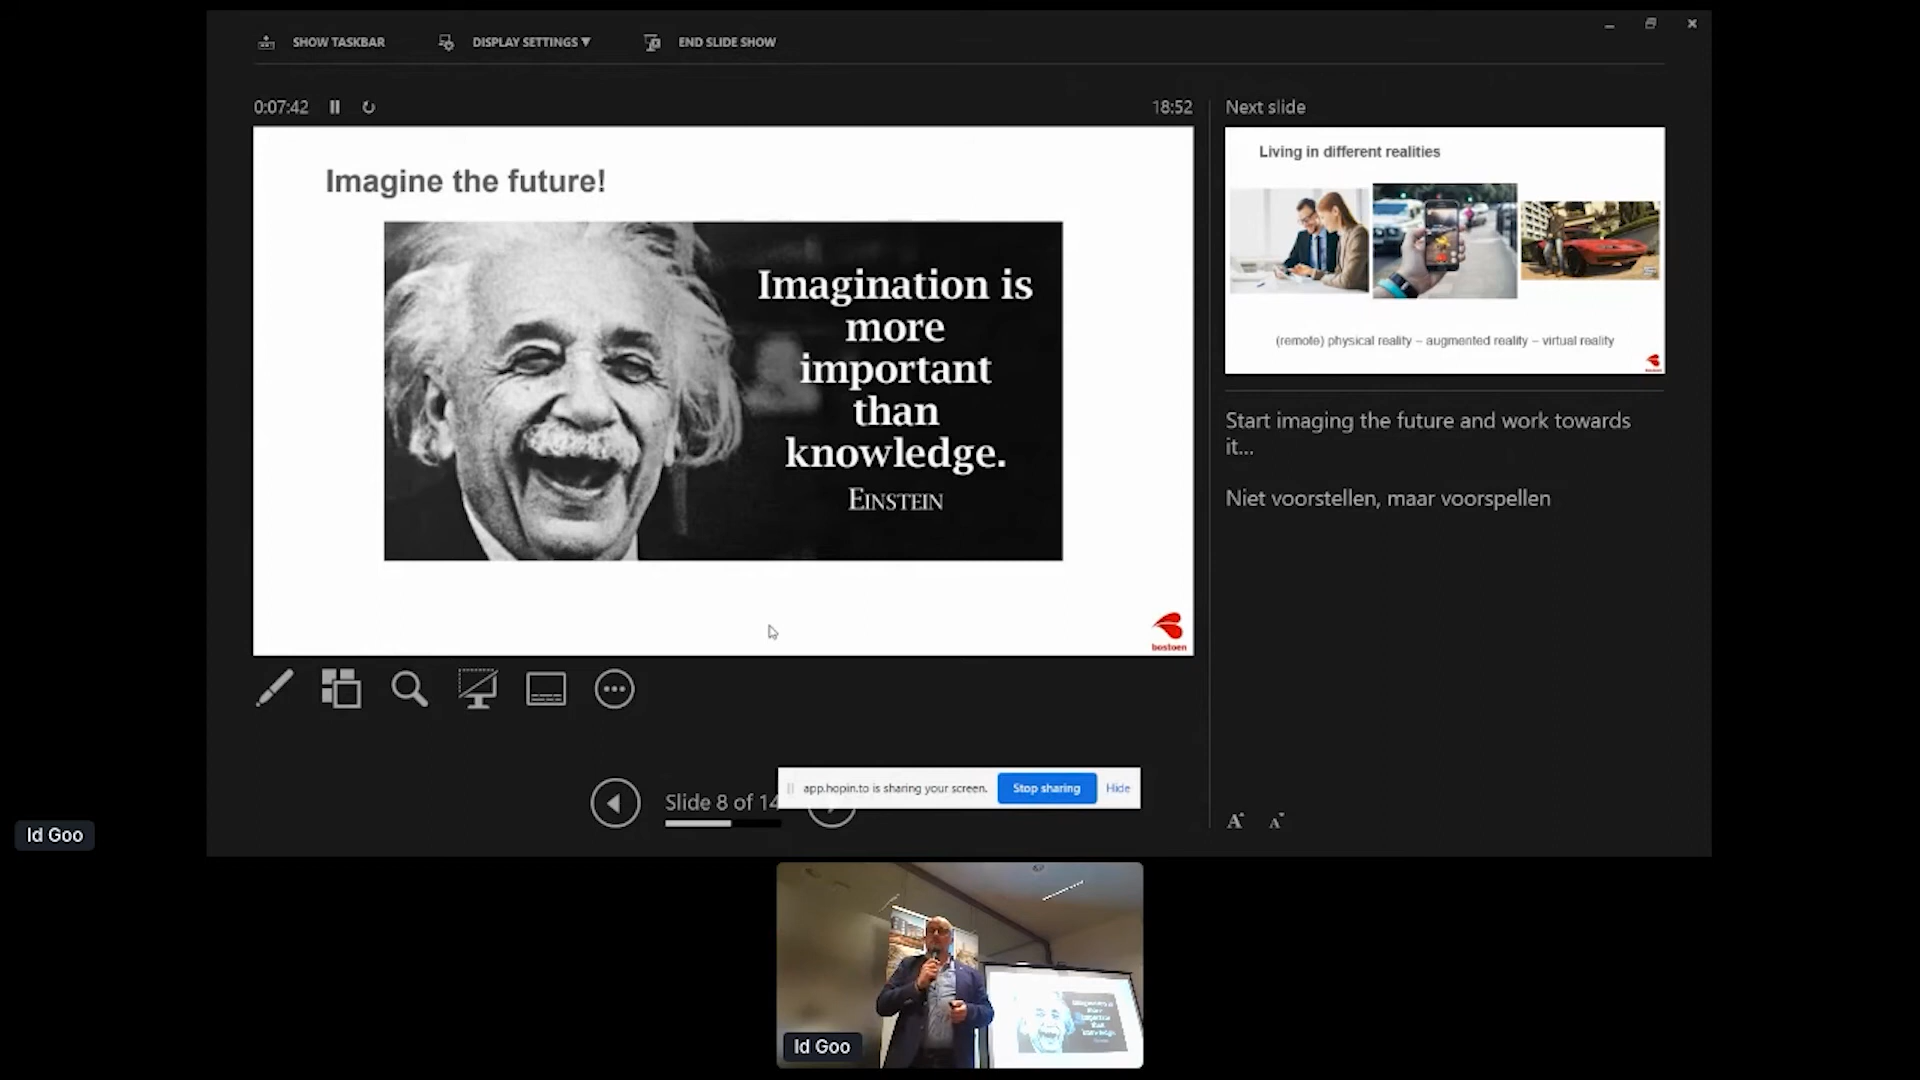 SHOW TASKBAR
DISPLAY SETTINGS ▼
END SLIDE SHOW
0:07:42
18:52
Imagine the future!
Imagination is
more
important
than
knowledge.
EINSTEIN
bostoen
Next slide
Living in different realities
(remote) physical reality – augmented reality – virtual reality
Start imaging the future and work towards
it...
Niet voorstellen, maar voorspellen
Slide 8 of 14
app.hopin.to is sharing your screen.
Stop sharing
Hide
A
A
Id Goo
Id Goo